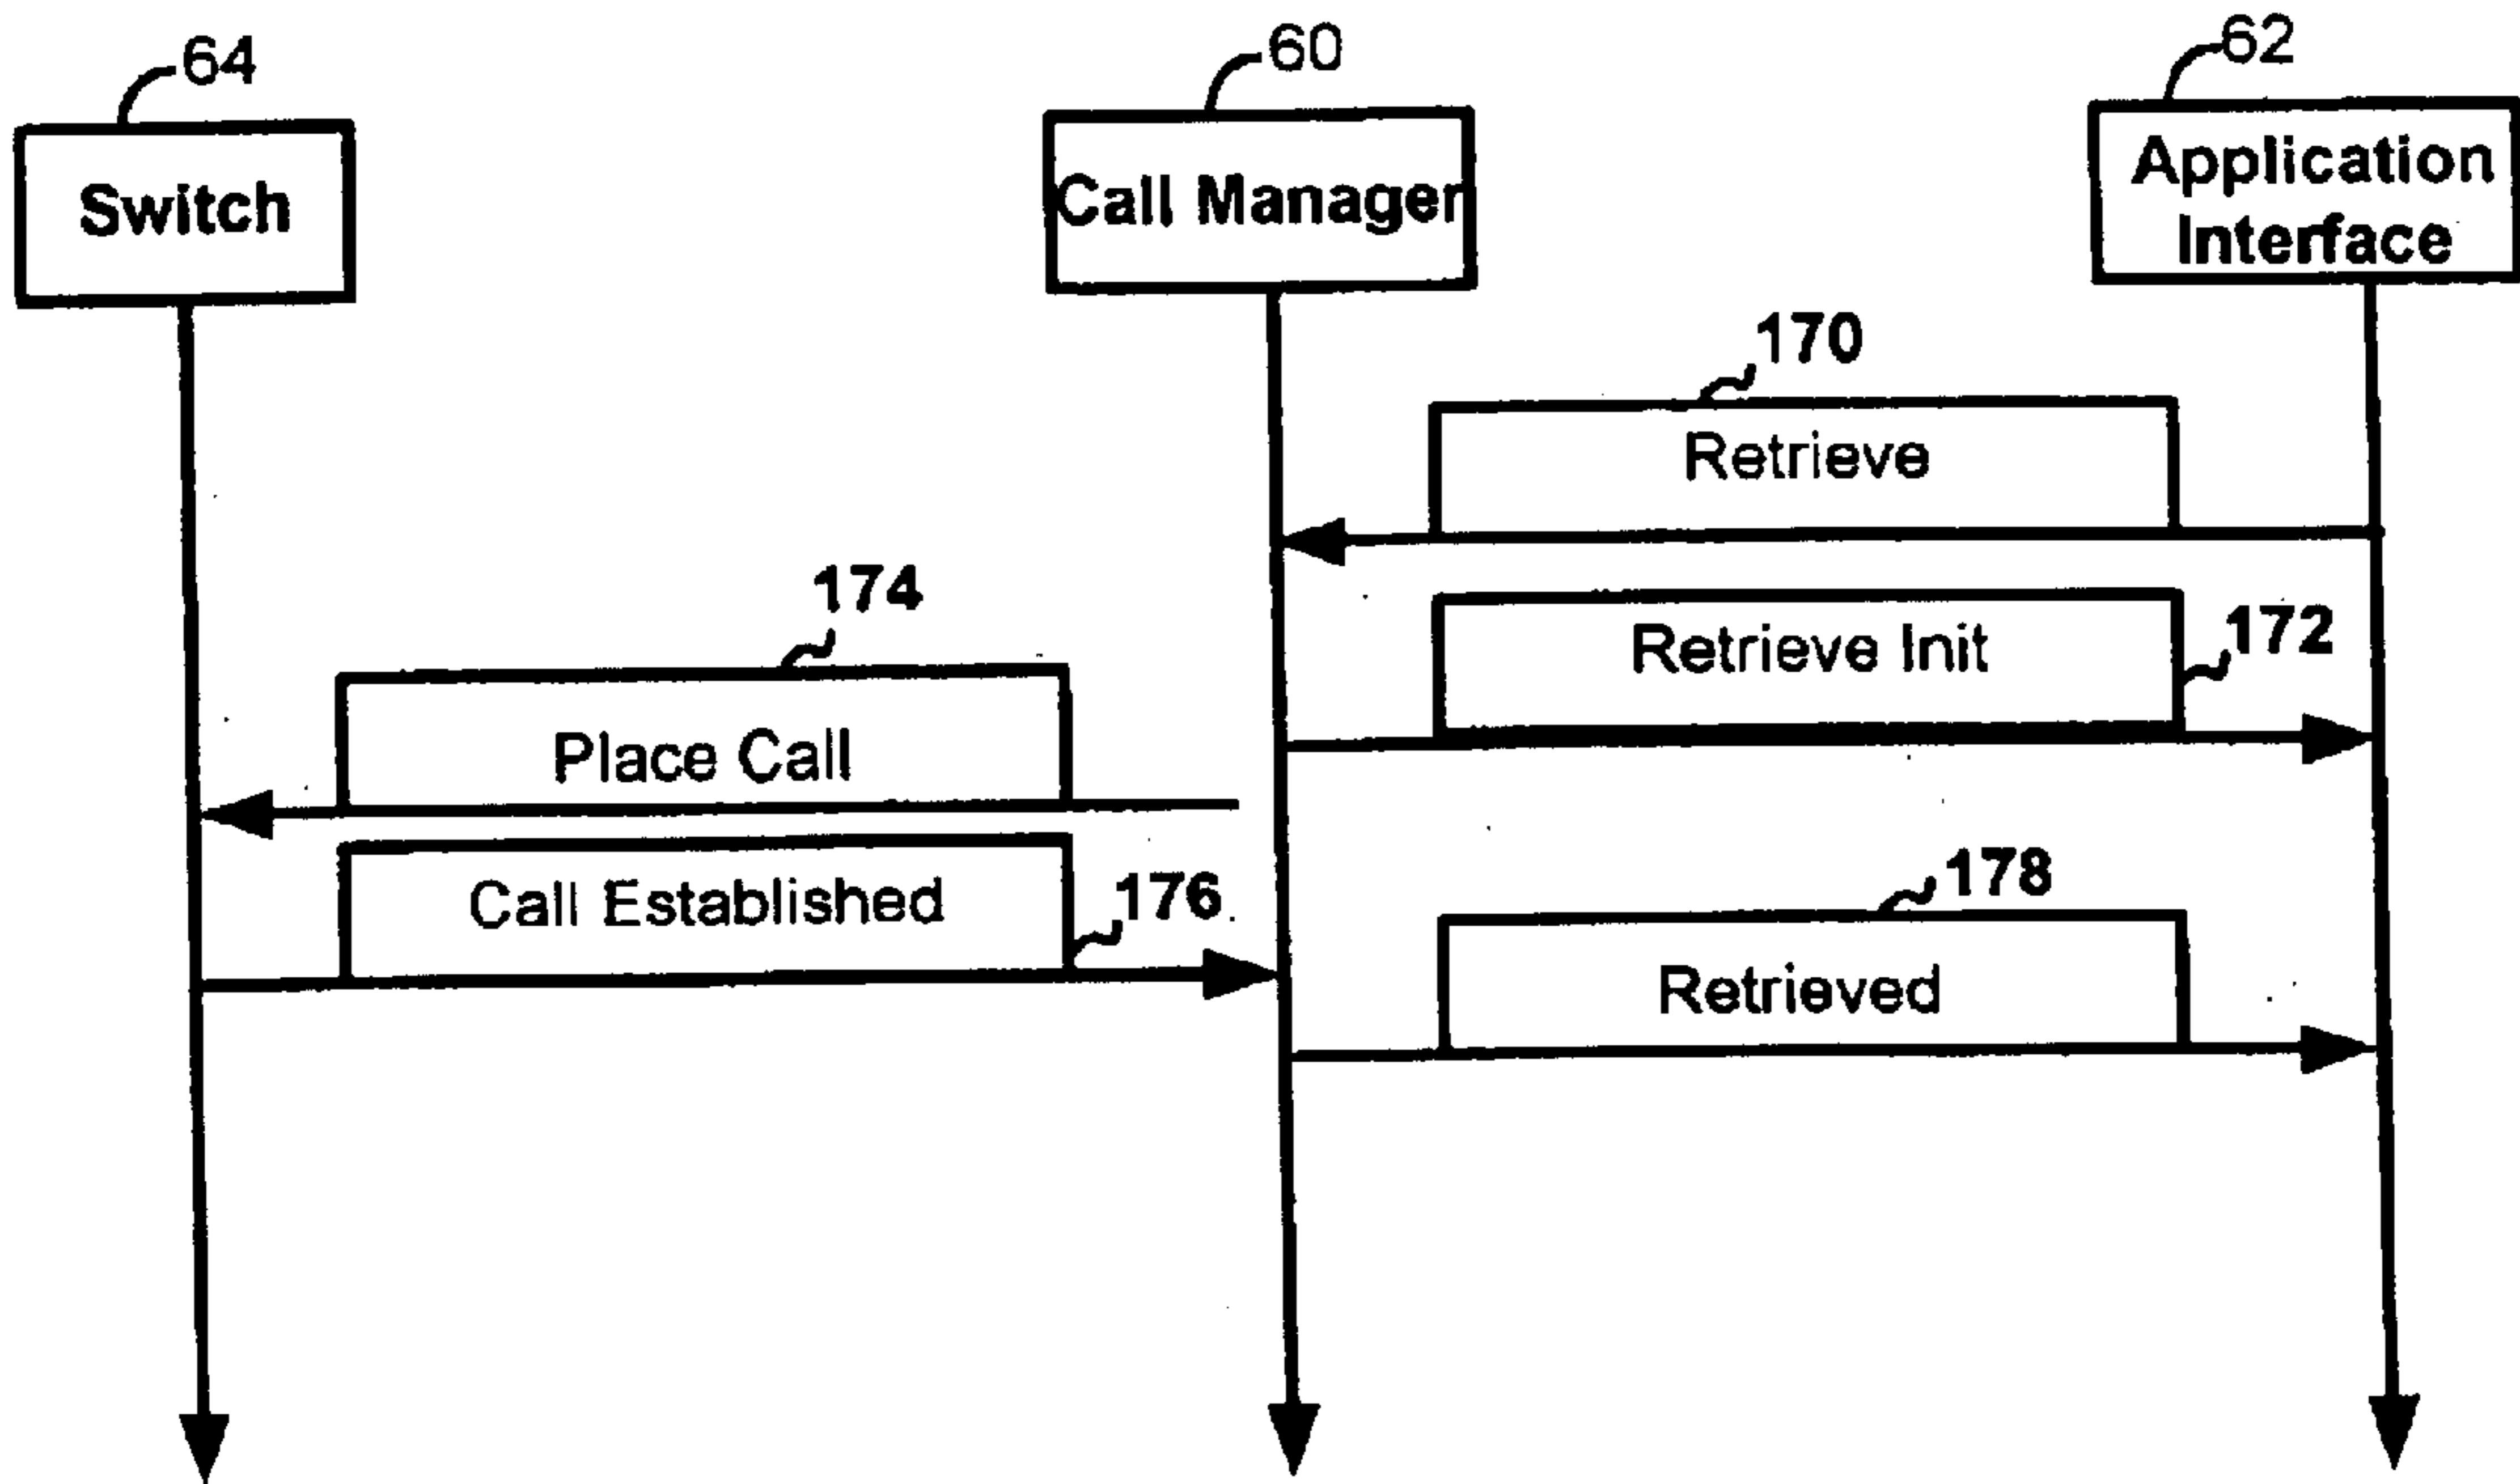 64
60
62
Switch
Call Manager
Application
Interface
170
Retrieve
174
172
Retrieve Init
Place Call
176
178
Call Established
Retrieved